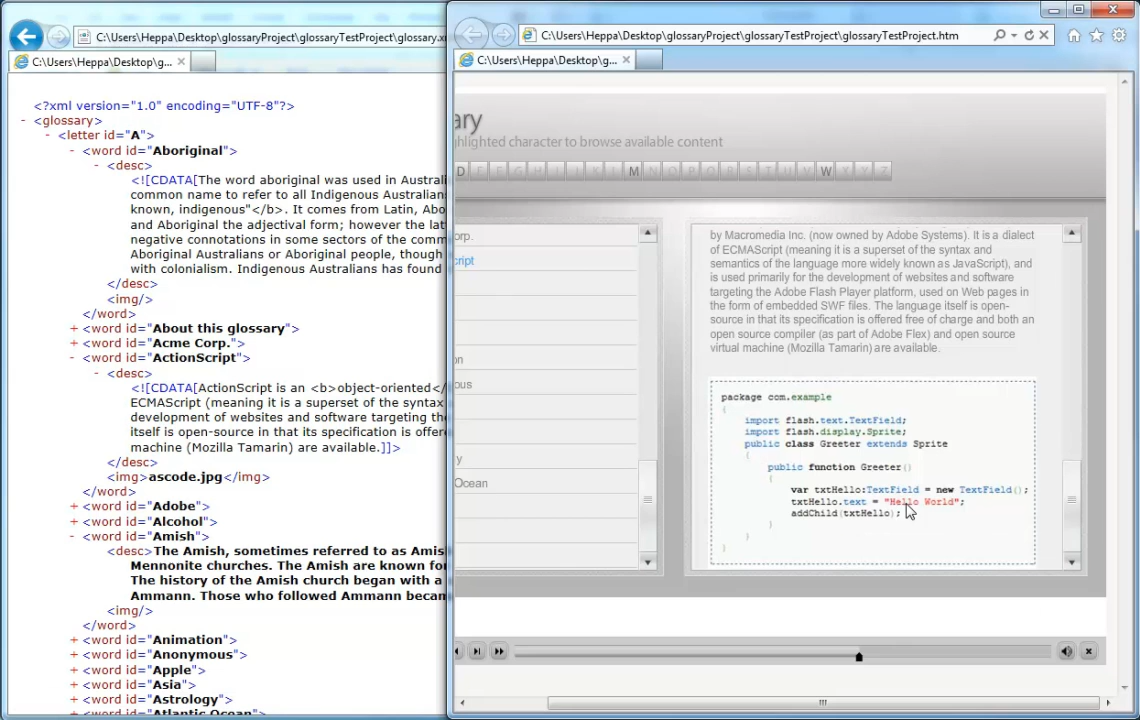 C:\Users\Heppa\Desktop\glossaryProject\glossaryTestProject\glossary.x
C:\Users\Heppa\Desktop\g...
<?xml version="1.0" encoding="UTF-8"?>
- <glossary>
- <letter id="A">
- <word id="Aboriginal">
- <desc>
<![CDATA[The word aboriginal was used in Australi
common name to refer to all Indigenous Australian
known, indigenous"</b>. It comes from Latin, Abo
and Aboriginal the adjectival form; however the lat
negative connotations in some sectors of the comm
Aboriginal Australians or Aboriginal people, though
with colonialism. Indigenous Australians has found
</desc>
<img/>
</word>
+ <word id="About this glossary">
+ <word id="Acme Corp.">
- <word id="ActionScript">
- <desc>
<![CDATA[ActionScript is an <b>object-oriented</
ECMAScript (meaning it is a superset of the syntax
development of websites and software targeting the
itself is open-source in that its specification is offere
machine (Mozilla Tamarin) are available.]]>
</desc>
<img>ascode.jpg</img>
</word>
+ <word id="Adobe">
+ <word id="Alcohol">
- <word id="Amish">
<desc>The Amish, sometimes referred to as Amis
Mennonite churches. The Amish are known for
The history of the Amish church began with a
Ammann. Those who followed Ammann becan
<img/>
</word>
+ <word id="Animation">
+ <word id="Anonymous">
+ <word id="Apple">
+ <word id="Asia">
+ <word id="Astrology">
+ <word id="Atlantic Ocean">
C:\Users\Heppa\Desktop\glossaryProject\glossaryTestProject\glossaryTestProject.htm
C:\Users\Heppa\Desktop\g...
ary
hlighted character to browse available content
D E F G H I J K L M N O P Q R S T U V W X Y Z
orp.
cript
on
ous
y
Ocean
by Macromedia Inc. (now owned by Adobe Systems). It is a dialect
of ECMAScript (meaning it is a superset of the syntax and
semantics of the language more widely known as JavaScript), and
is used primarily for the development of websites and software
targeting the Adobe Flash Player platform, used on Web pages in
the form of embedded SWF files. The language itself is open-
source in that its specification is offered free of charge and both an
open source compiler (as part of Adobe Flex) and open source
virtual machine (Mozilla Tamarin) are available.
package com.example
{
import flash.text.TextField;
import flash.display.Sprite;
public class Greeter extends Sprite
{
public function Greeter()
{
var txtHello:TextField = new TextField();
txtHello.text = "Hello World";
addChild(txtHello);
}
}
}